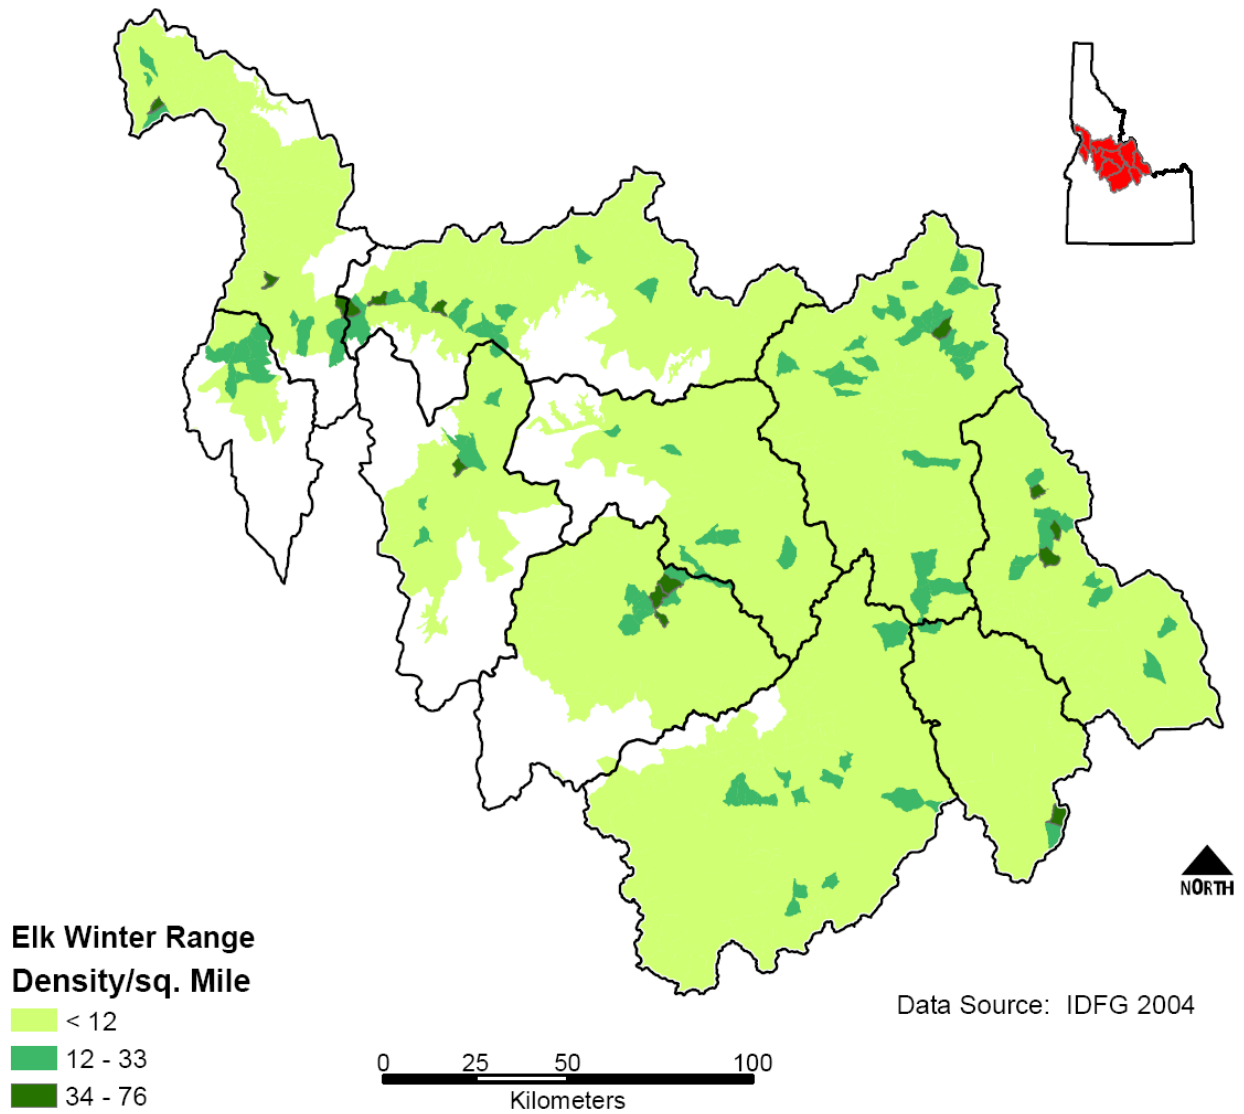 NORTH
Elk Winter Range
Density/sq. Mile
< 12
12 - 33
34 - 76
Data Source: IDFG 2004
0 25 50 100
Kilometers